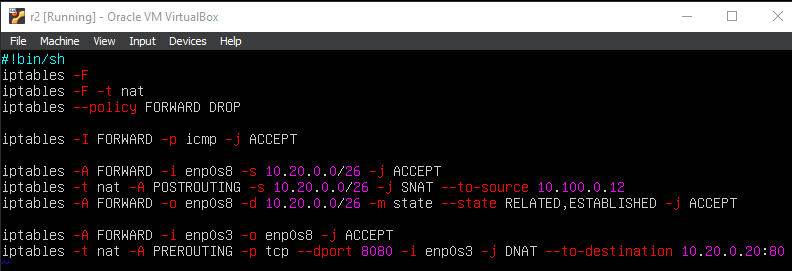 r2 [Running] - Oracle VM VirtualBox
File Machine View Input Devices Help
#!bin/sh
iptables -F
iptables -F -t nat
iptables --policy FORWARD DROP
iptables -I FORWARD -p icmp -j ACCEPT
iptables -A FORWARD -i enp0s8 -s 10.20.0.0/26 -j ACCEPT
iptables -t nat -A POSTROUTING -s 10.20.0.0/26 -j SNAT --to-source 10.100.0.12
iptables -A FORWARD -o enp0s8 -d 10.20.0.0/26 -m state --state RELATED,ESTABLISHED -j ACCEPT
iptables -A FORWARD -i enp0s3 -o enp0s8 -j ACCEPT
iptables -t nat -A PREROUTING -p tcp --dport 8080 -i enp0s3 -j DNAT --to-destination 10.20.0.20:80
~